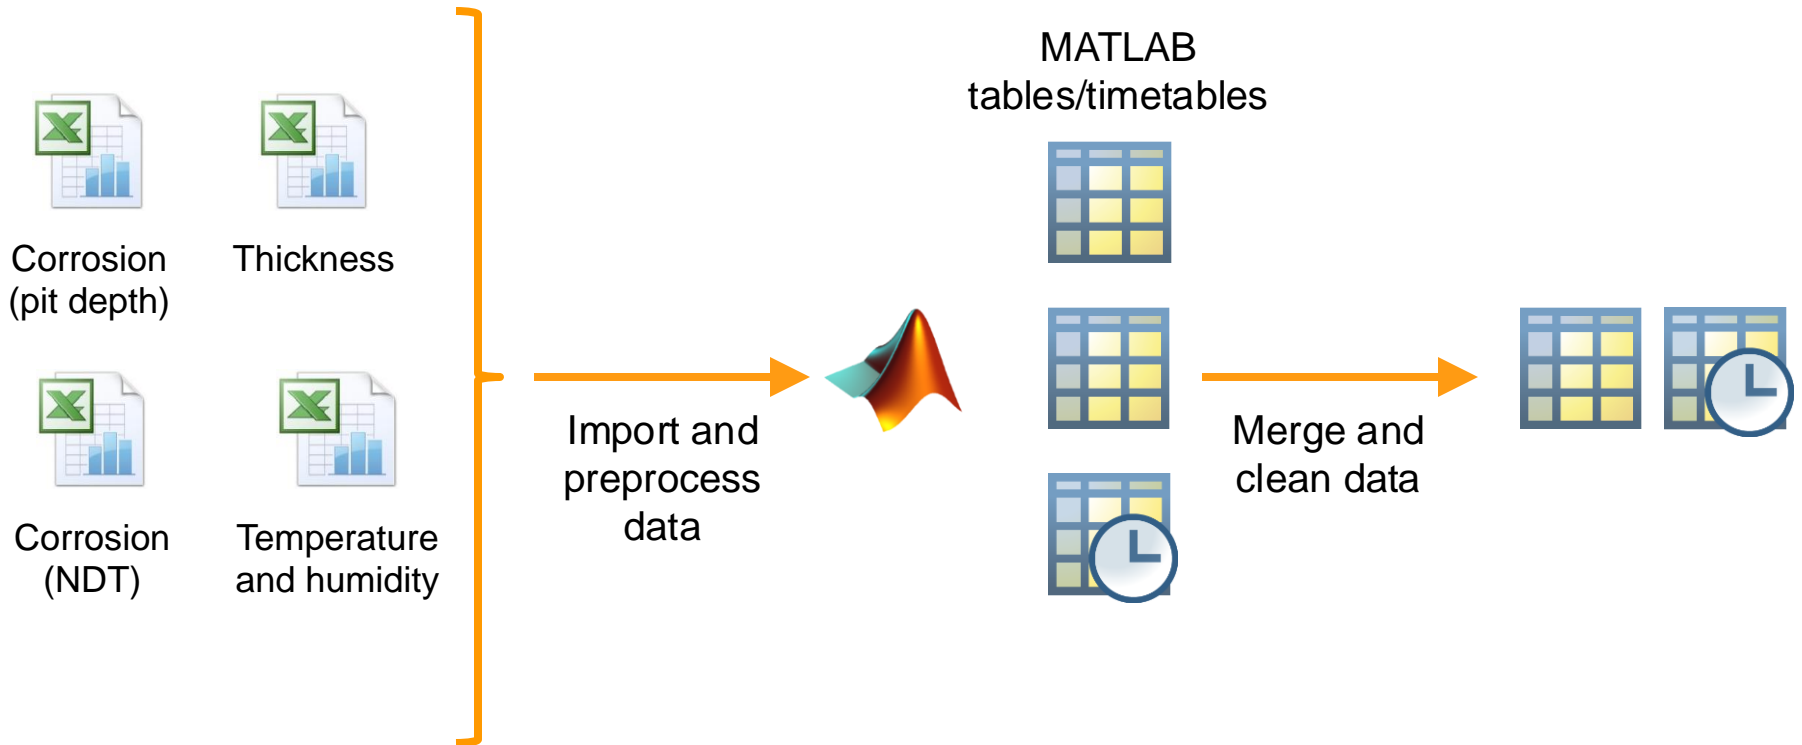 MATLAB
tables/timetables
Corrosion
(pit depth)
Thickness
Corrosion
(NDT)
Temperature
and humidity
Import and
preprocess
data
Merge and
clean data